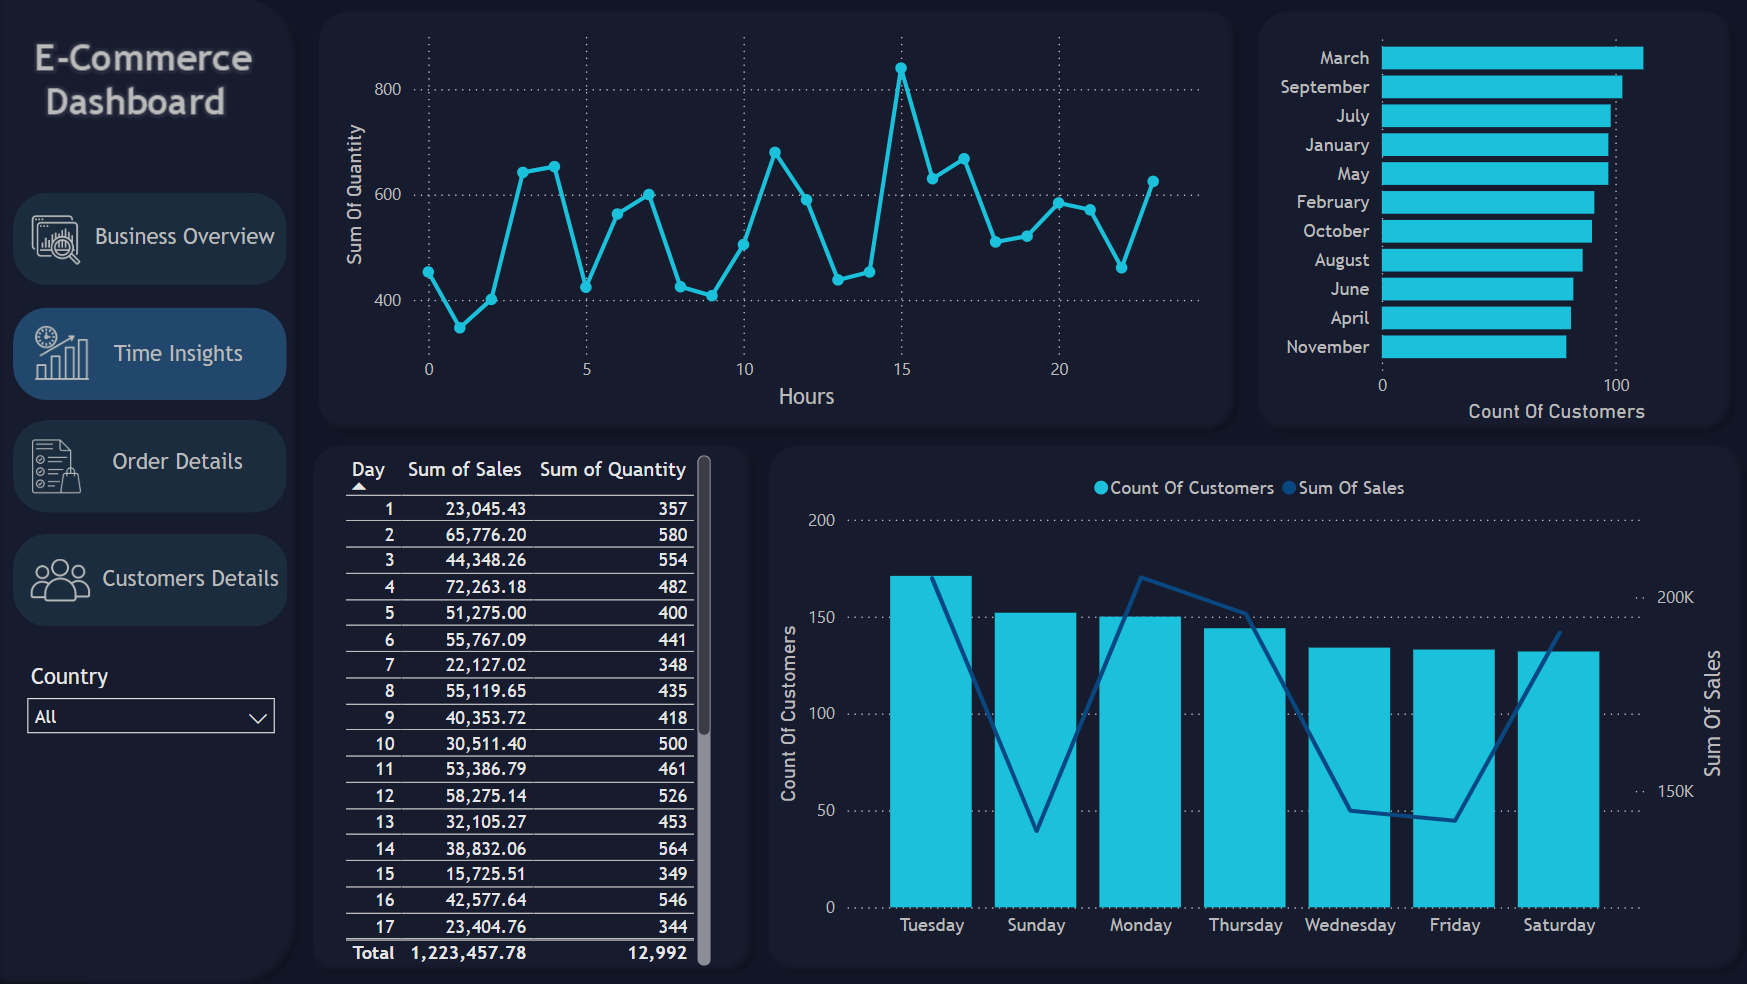 E-Commerce
Dashboard
Business Overview
Time Insights
Order Details
Customers Details
Country
All
Sum Of Quantity
800
600
400
0 5 10 15 20
Hours
March
September
July
January
May
February
October
August
June
April
November
0 100
Count Of Customers
Day Sum of Sales Sum of Quantity
1 23,045.43 357
2 65,776.20 580
3 44,348.26 554
4 72,263.18 482
5 51,275.00 400
6 55,767.09 441
7 22,127.02 348
8 55,119.65 435
9 40,353.72 418
10 30,511.40 500
11 53,386.79 461
12 58,275.14 526
13 32,105.27 453
14 38,832.06 564
15 15,725.51 349
16 42,577.64 546
17 23,404.76 344
Total 1,223,457.78 12,992
Count Of Customers Sum Of Sales
Count Of Customers
200
150
100
50
0
200K
150K
Sum Of Sales
Tuesday Sunday Monday Thursday Wednesday Friday Saturday